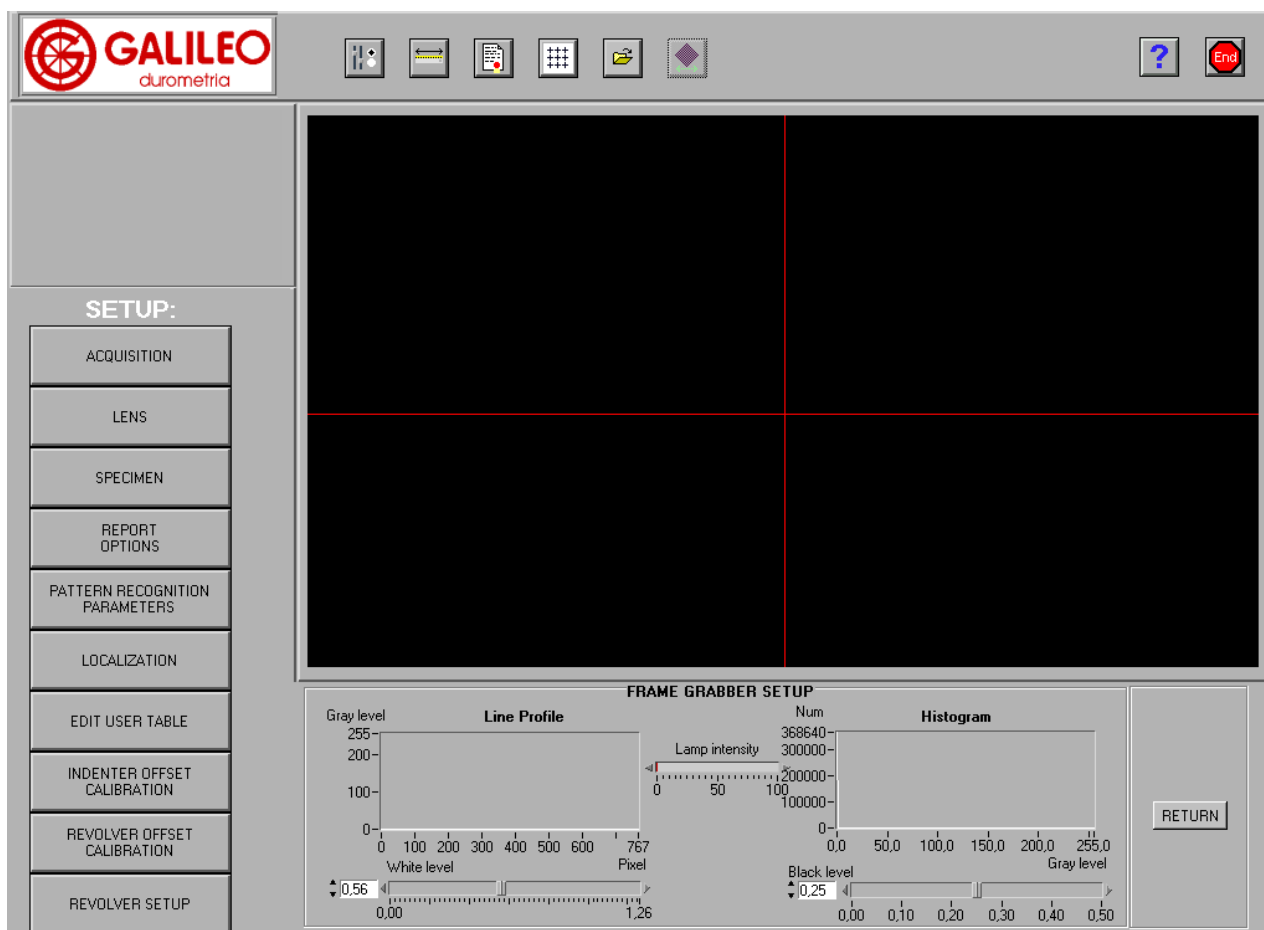 GALILEO
durometria
?
End
SETUP:
ACQUISITION
LENS
SPECIMEN
REPORT
OPTIONS
PATTERN RECOGNITION
PARAMETERS
LOCALIZATION
EDIT USER TABLE
INDENTER OFFSET
CALIBRATION
REVOLVER OFFSET
CALIBRATION
REVOLVER SETUP
FRAME GRABBER SETUP
Gray level
Line Profile
255
200
100
0
0 100 200 300 400 500 600 767
Pixel
White level
0,56
0,00 1,26
Lamp intensity
0 50 100
Num
Histogram
368640
300000
200000
100000
0
0,0 50,0 100,0 150,0 200,0 255,0
Gray level
Black level
0,25
0,00 0,10 0,20 0,30 0,40 0,50
RETURN